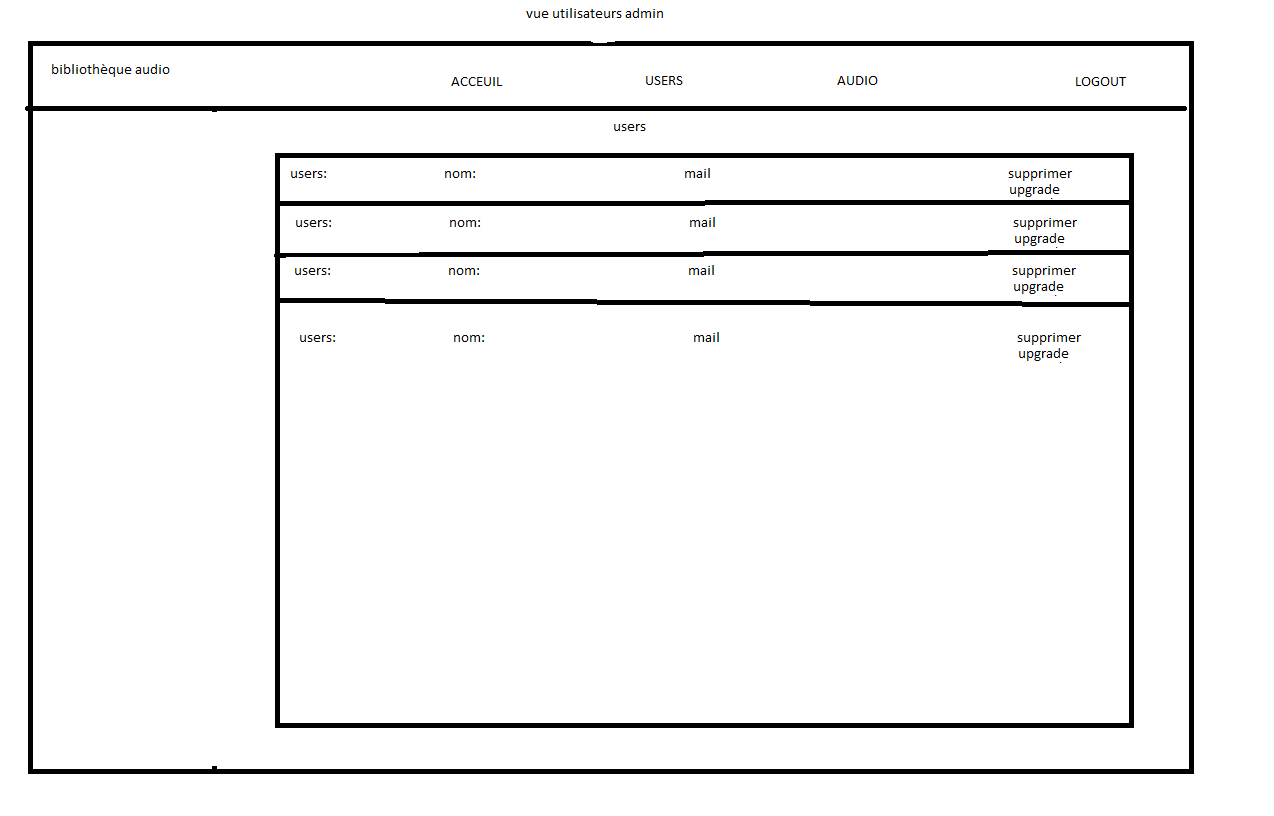 vue utilisateurs admin
bibliothèque audio
ACCEUIL USERS AUDIO LOGOUT
users
users: nom: mail supprimer
upgrade
users: nom: mail supprimer
upgrade
users: nom: mail supprimer
upgrade
users: nom: mail supprimer
upgrade